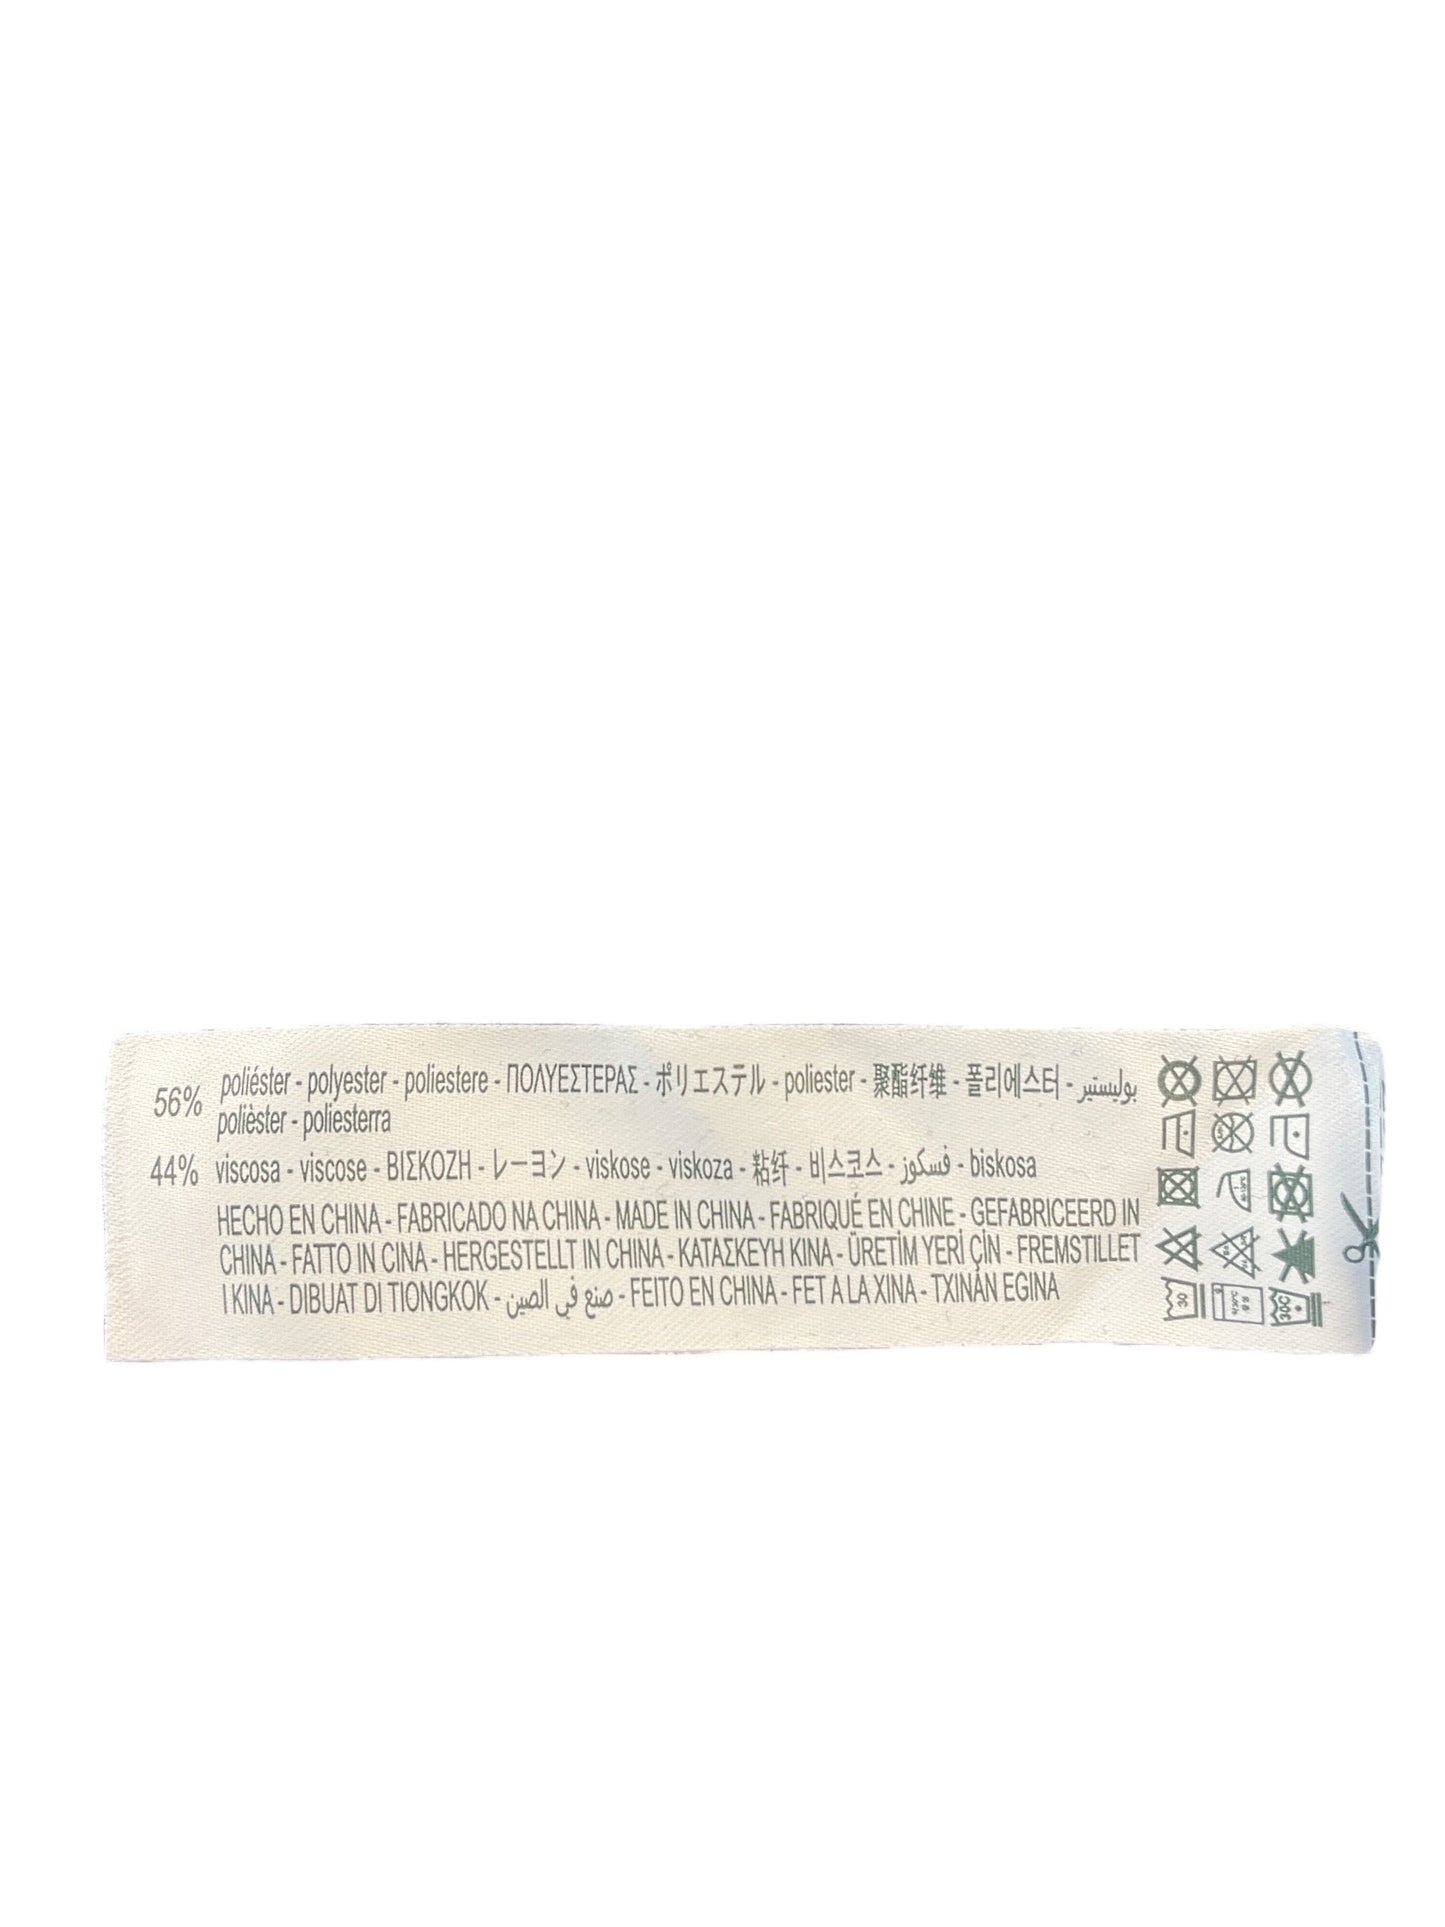 56% poliéster - polyester - poliestere - ΠΟΛΥΕΣΤΕΡΑΣ - ポリエステル - poliester - 聚酯纤维 - 폴리에스터 - بوليستير
polièster - poliesterra
44% viscosa - viscose - ΒΙΣΚΟΖΗ - レーヨン - viskose - viskoza - 粘纤 - 비스코스 - فسكوز - biskosa
HECHO EN CHINA - FABRICADO NA CHINA - MADE IN CHINA - FABRIQUÉ EN CHINE - GEFABRICEERD IN
CHINA - FATTO IN CINA - HERGESTELLT IN CHINA - ΚΑΤΑΣΚΕΥΗ ΚΙΝΑ - ÜRETİM YERİ ÇİN - FREMSTILLET
I KINA - DIBUAT DI TIONGKOK - صنع في الصين - FEITO EN CHINA - FET A LA XINA - TXINAN EGINA
30
30C